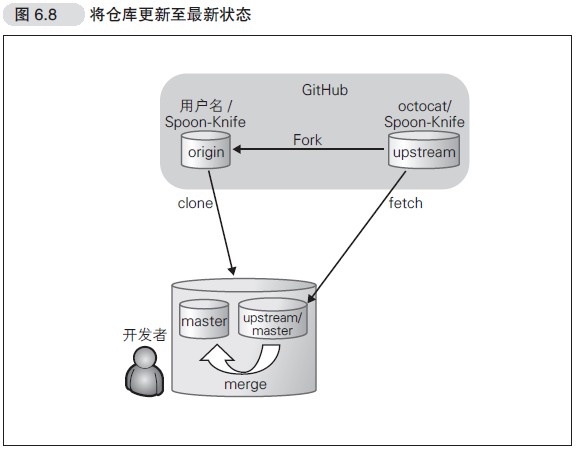 图 6.8 将仓库更新至最新状态
GitHub
用户名 /
Spoon-Knife
origin
Fork
octocat/
Spoon-Knife
upstream
clone
fetch
master
upstream/
master
merge
开发者